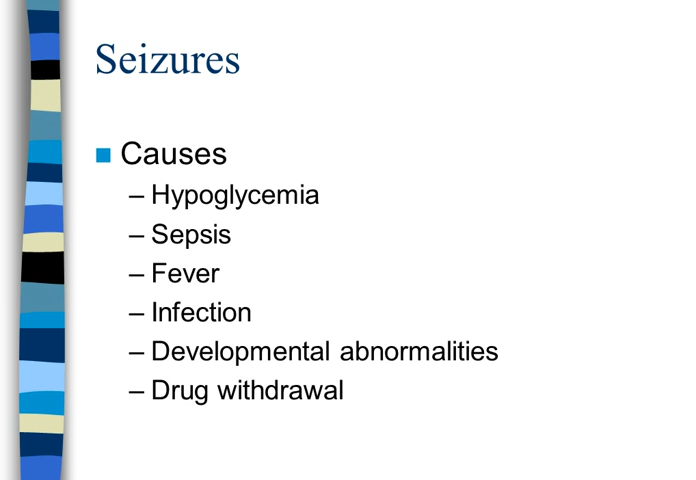 Seizures
Causes
– Hypoglycemia
– Sepsis
– Fever
– Infection
– Developmental abnormalities
– Drug withdrawal